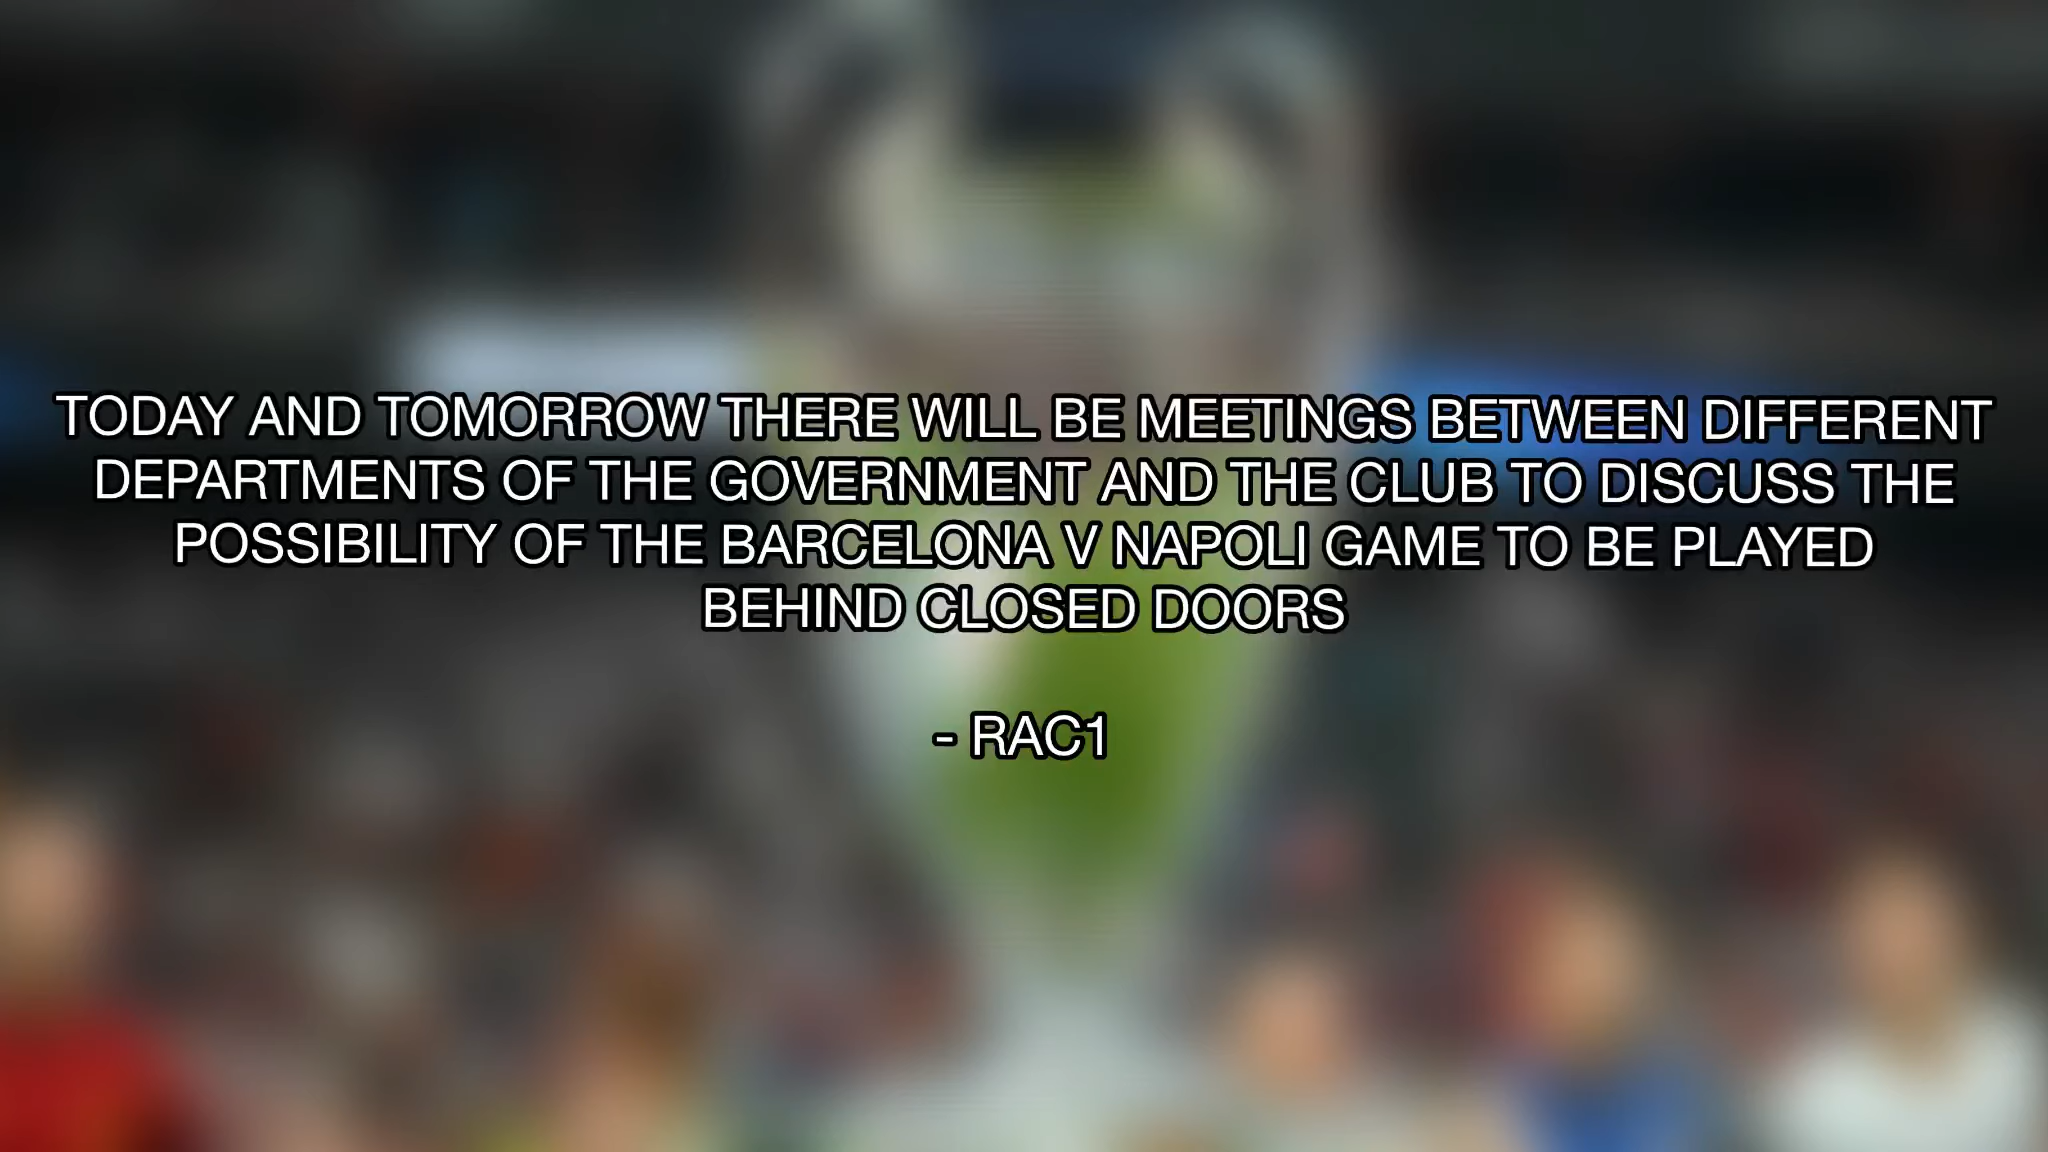 TODAY AND TOMORROW THERE WILL BE MEETINGS BETWEEN DIFFERENT
DEPARTMENTS OF THE GOVERNMENT AND THE CLUB TO DISCUSS THE
POSSIBILITY OF THE BARCELONA V NAPOLI GAME TO BE PLAYED
BEHIND CLOSED DOORS
- RAC1